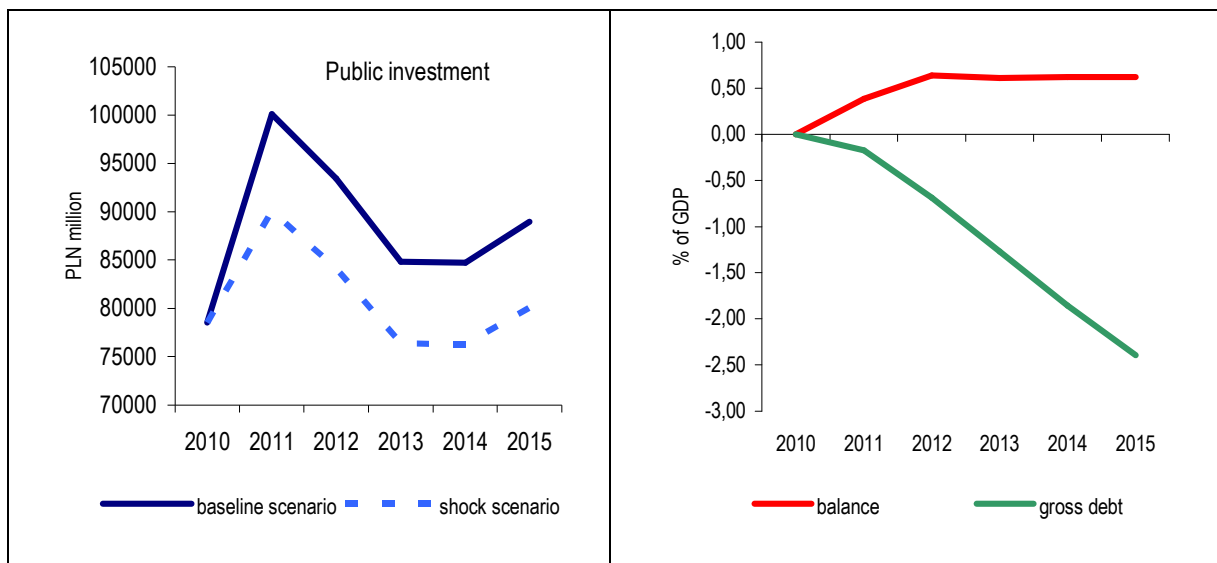 Public investment
PLN million
105000
100000
95000
90000
85000
80000
75000
70000
2010 2011 2012 2013 2014 2015
baseline scenario shock scenario
% of GDP
1,00
0,50
0,00
-0,50
-1,00
-1,50
-2,00
-2,50
-3,00
2010 2011 2012 2013 2014 2015
balance gross debt